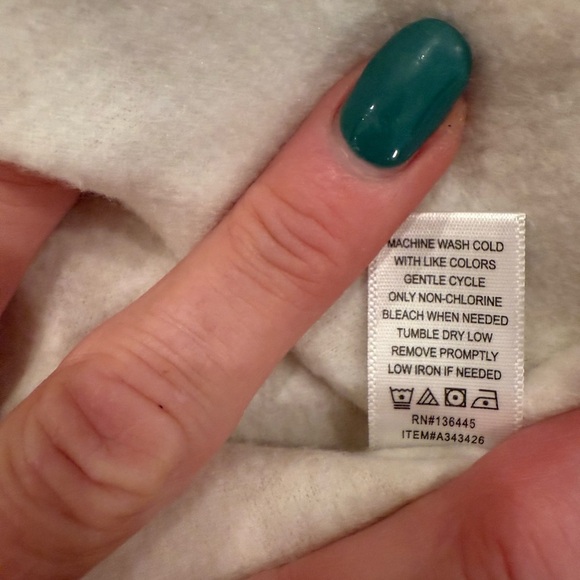 MACHINE WASH COLD
WITH LIKE COLORS
GENTLE CYCLE
ONLY NON-CHLORINE
BLEACH WHEN NEEDED
TUMBLE DRY LOW
REMOVE PROMPTLY
LOW IRON IF NEEDED
RN#136445
ITEM#A343426